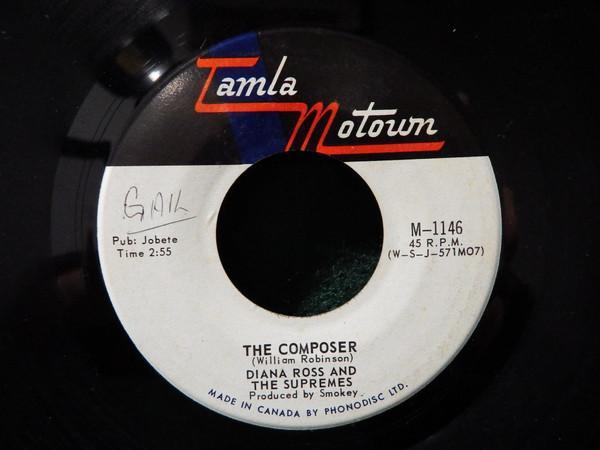 Tamla
Motown
GAIL
Pub: Jobete
Time 2:55
M-1146
45 R.P.M.
(W-S-J-571MO7)
THE COMPOSER
(William Robinson)
DIANA ROSS AND
THE SUPREMES
Produced by Smokey
MADE IN CANADA BY PHONODISC LTD.